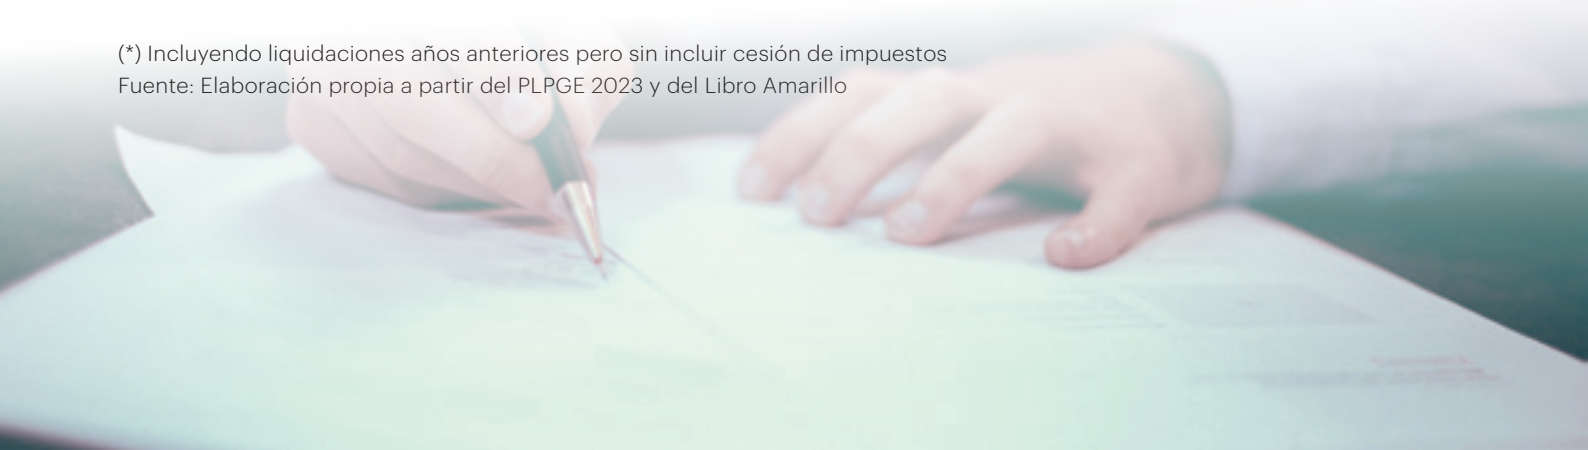 (*) Incluyendo liquidaciones años anteriores pero sin incluir cesión de impuestos
Fuente: Elaboración propia a partir del PLPGE 2023 y del Libro Amarillo